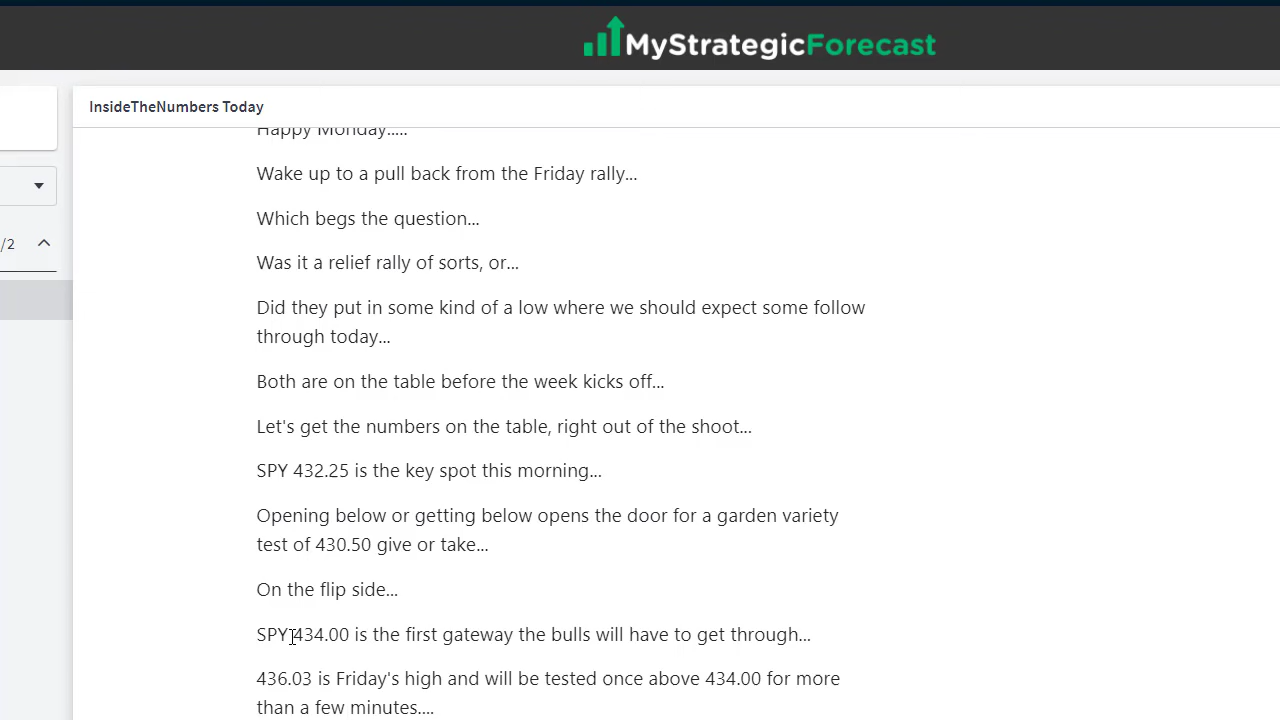 MyStrategicForecast
InsideTheNumbers Today
Happy Monday.....
Wake up to a pull back from the Friday rally...
Which begs the question...
/2
Was it a relief rally of sorts, or...
Did they put in some kind of a low where we should expect some follow
through today...
Both are on the table before the week kicks off...
Let's get the numbers on the table, right out of the shoot...
SPY 432.25 is the key spot this morning...
Opening below or getting below opens the door for a garden variety
test of 430.50 give or take...
On the flip side...
SPY 434.00 is the first gateway the bulls will have to get through...
436.03 is Friday's high and will be tested once above 434.00 for more
than a few minutes....